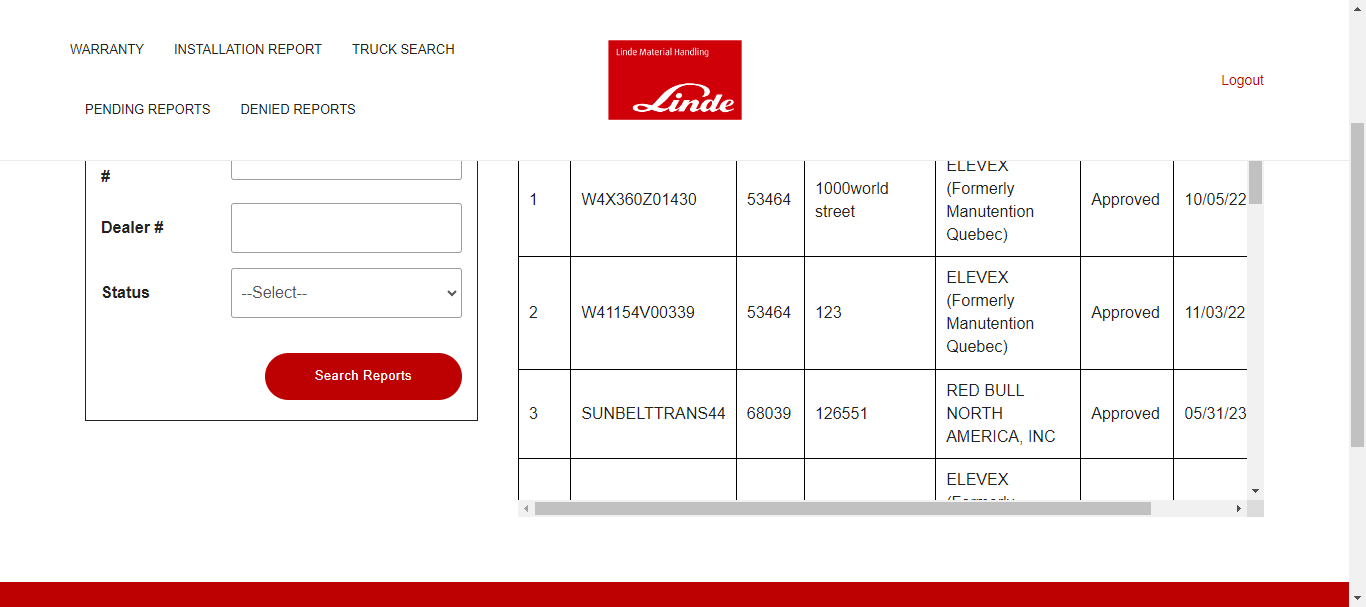 WARRANTY INSTALLATION REPORT TRUCK SEARCH
PENDING REPORTS DENIED REPORTS
Linde Material Handling
Linde
Logout
#
Dealer #
Status
--Select--
Search Reports
1 W4X360Z01430 53464 1000world street ELEVEX (Formerly Manutention Quebec) Approved 10/05/22
2 W41154V00339 53464 123 ELEVEX (Formerly Manutention Quebec) Approved 11/03/22
3 SUNBELTTRANS44 68039 126551 RED BULL NORTH AMERICA, INC Approved 05/31/23
ELEVEX
(Formerly